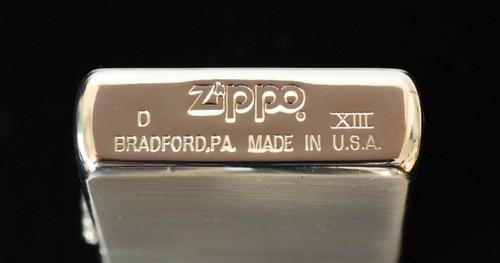 Zippo®
D XIII
BRADFORD,PA. MADE IN U.S.A.